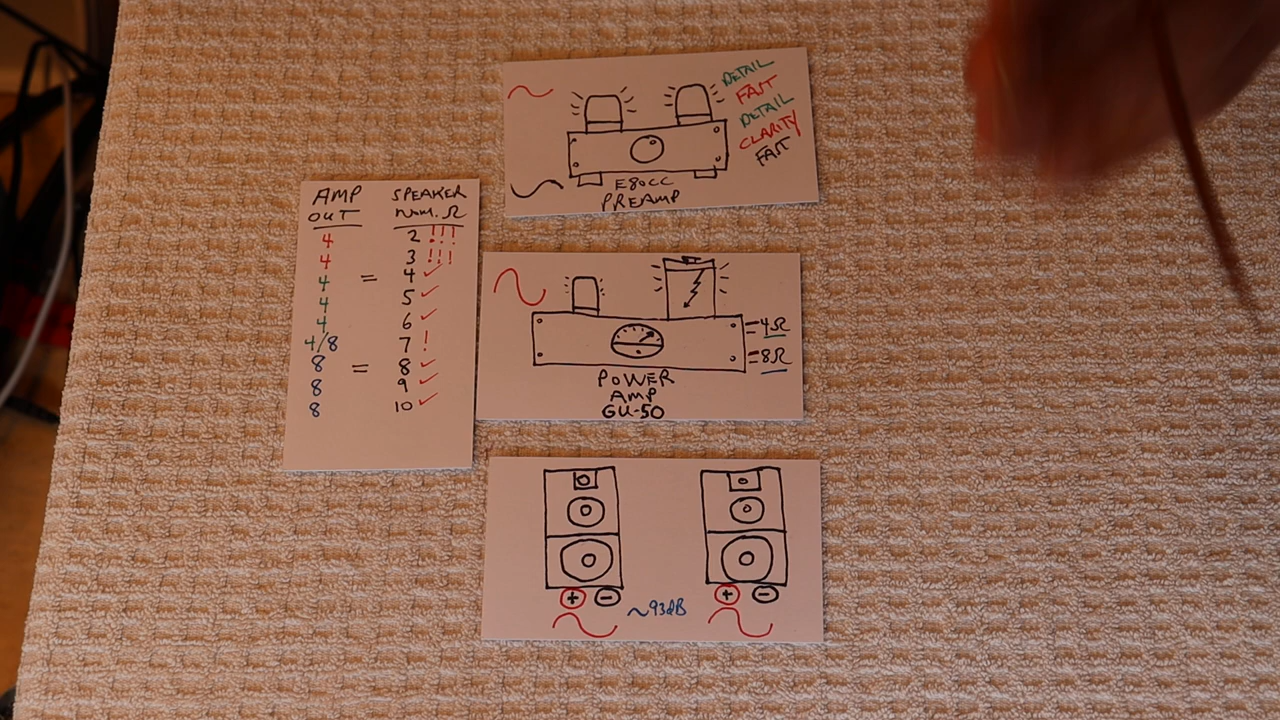 AMP OUT SPEAKER Nom. Ω
4 2 !!!
4 3 !!!
4 = 4 ✓
4 5 ✓
4 6 ✓
4/8 7 !
8 = 8 ✓
8 9 ✓
8 10 ✓
DETAIL
FAST
DETAIL
CLARITY
FAST
E80CC
PREAMP
4Ω
8Ω
POWER
AMP
GU-50
+ − ~93dB + −